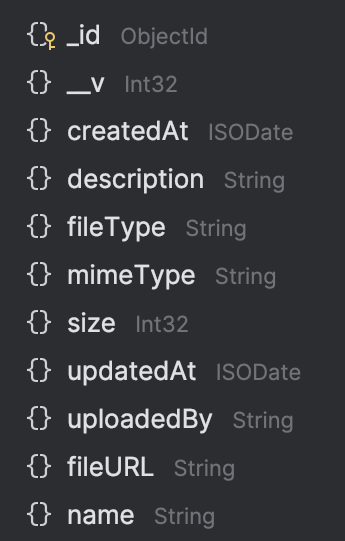 {} _id ObjectId
{} __v Int32
{} createdAt ISODate
{} description String
{} fileType String
{} mimeType String
{} size Int32
{} updatedAt ISODate
{} uploadedBy String
{} fileURL String
{} name String